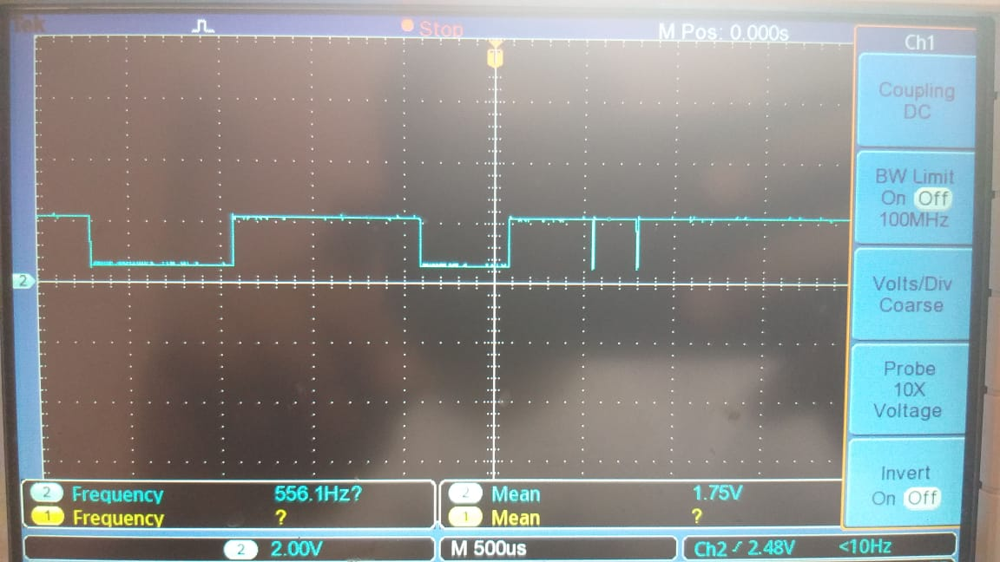 Tek
Stop
M Pos: 0.000s
Ch1
T
Coupling
DC
BW Limit
On Off
100MHz
2
Volts/Div
Coarse
Probe
10X
Voltage
Invert
On Off
2 Frequency 556.1Hz?
1 Frequency ?
2 Mean 1.75V
1 Mean ?
2 2.00V
M 500us
Ch2 / 2.48V <10Hz